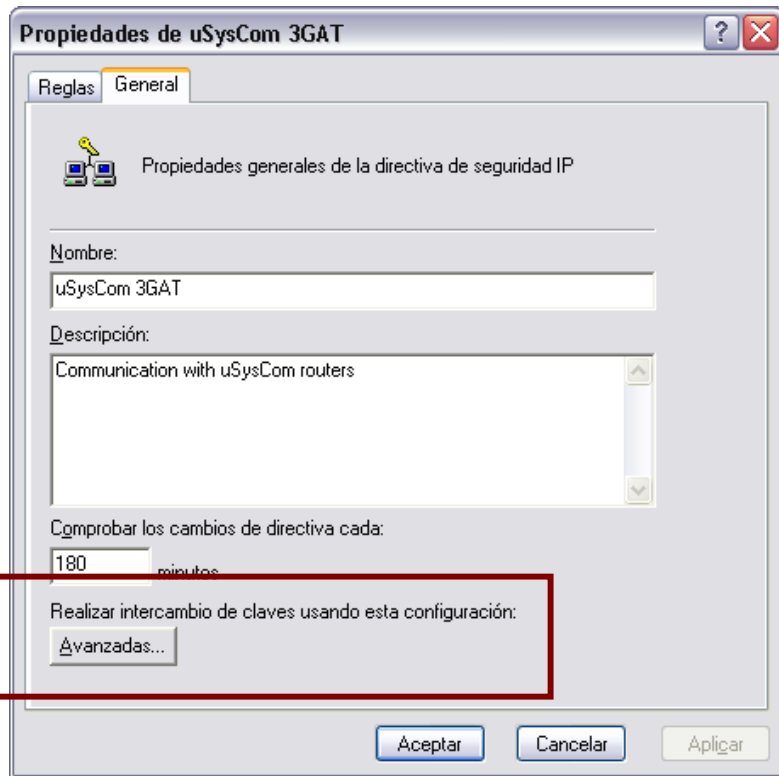 Propiedades de uSysCom 3GAT
Reglas General
Propiedades generales de la directiva de seguridad IP
Nombre:
uSysCom 3GAT
Descripción:
Communication with uSysCom routers
Comprobar los cambios de directiva cada:
180 minutos
Realizar intercambio de claves usando esta configuración:
Avanzadas...
Aceptar Cancelar Aplicar